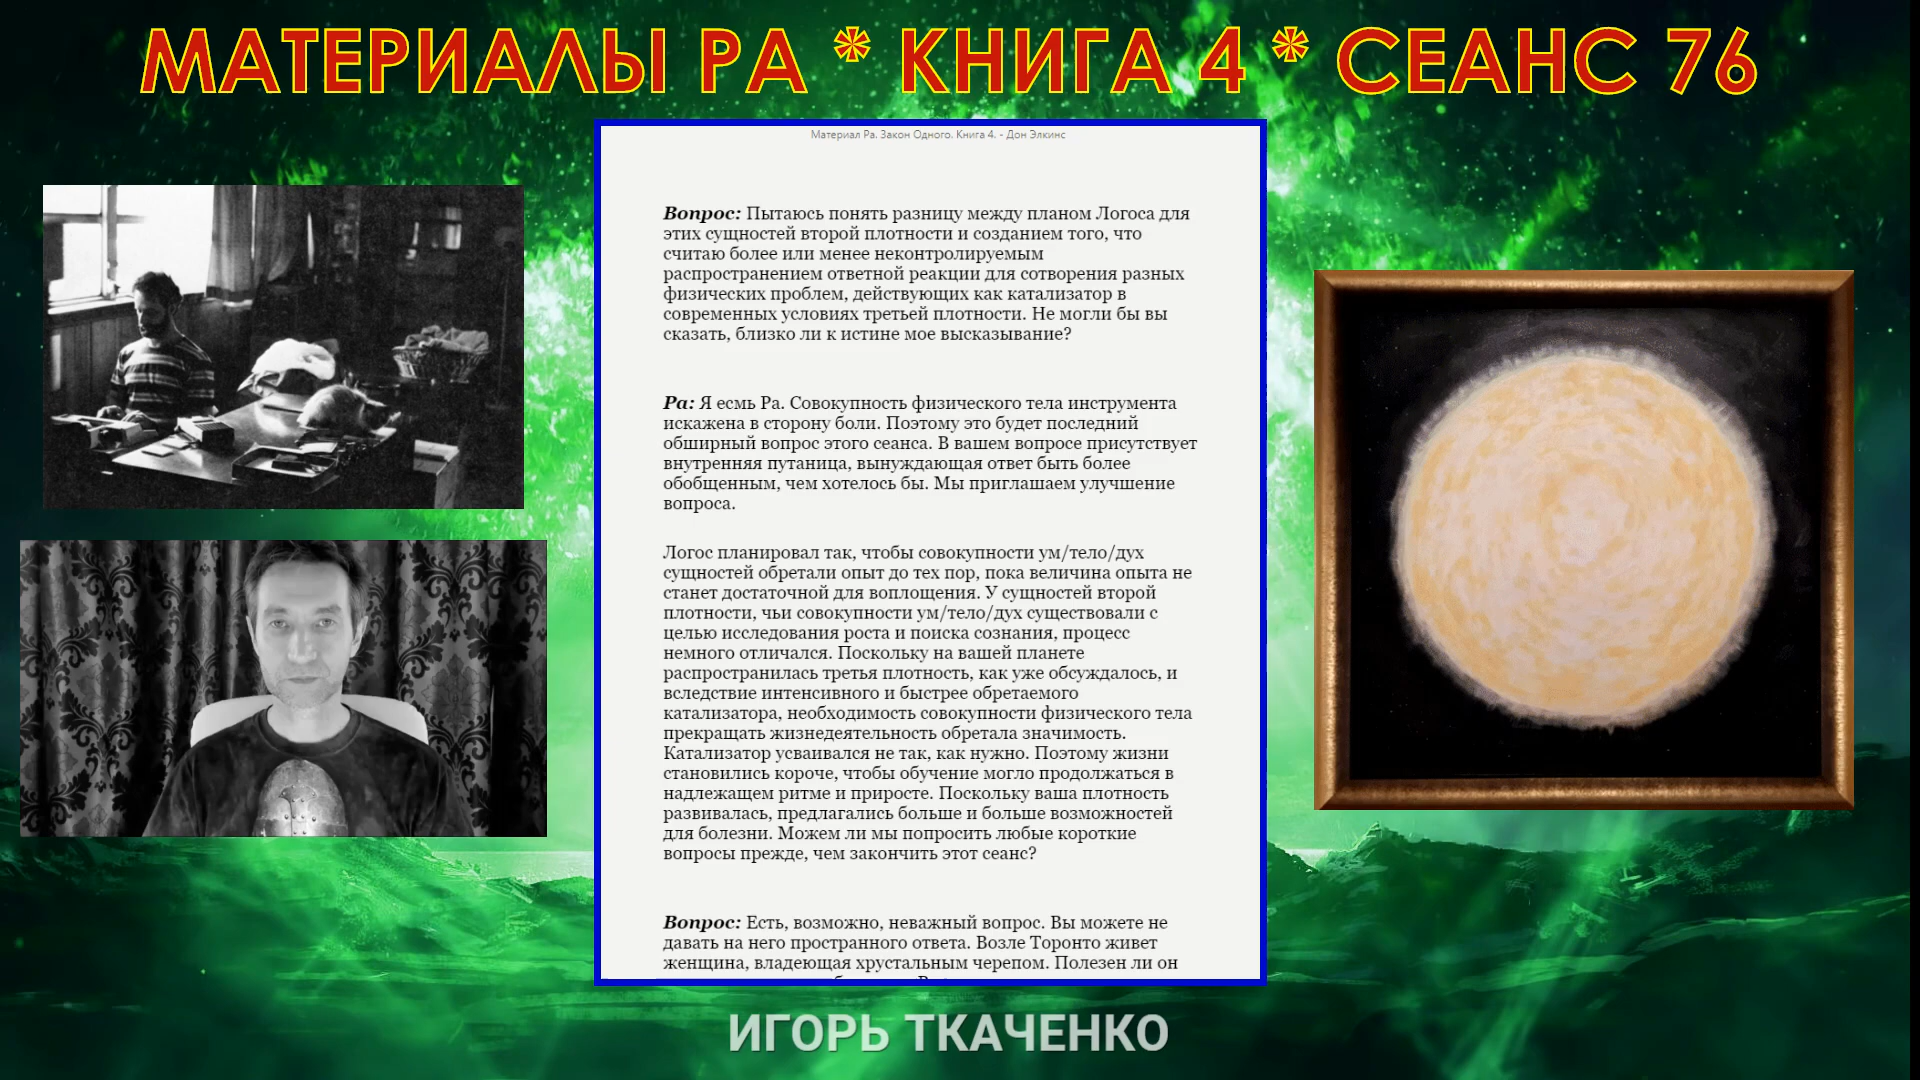 МАТЕРИАЛЫ РА * КНИГА 4 * СЕАНС 76
Материал Ра. Закон Одного. Книга 4. - Дон Элкинс
Вопрос: Пытаюсь понять разницу между планом Логоса для
этих сущностей второй плотности и созданием того, что
считаю более или менее неконтролируемым
распространением ответной реакции для сотворения разных
физических проблем, действующих как катализатор в
современных условиях третьей плотности. Не могли бы вы
сказать, близко ли к истине мое высказывание?
Ра: Я есмь Ра. Совокупность физического тела инструмента
искажена в сторону боли. Поэтому это будет последний
обширный вопрос этого сеанса. В вашем вопросе присутствует
внутренняя путаница, вынуждающая ответ быть более
обобщенным, чем хотелось бы. Мы приглашаем улучшение
вопроса.
Логос планировал так, чтобы совокупности ум/тело/дух
сущностей обретали опыт до тех пор, пока величина опыта не
станет достаточной для воплощения. У сущностей второй
плотности, чьи совокупности ум/тело/дух существовали с
целью исследования роста и поиска сознания, процесс
немного отличался. Поскольку на вашей планете
распространилась третья плотность, как уже обсуждалось, и
вследствие интенсивного и быстрее обретаемого
катализатора, необходимость совокупности физического тела
прекращать жизнедеятельность обретала значимость.
Катализатор усваивался не так, как нужно. Поэтому жизни
становились короче, чтобы обучение могло продолжаться в
надлежащем ритме и приросте. Поскольку ваша плотность
развивалась, предлагались больше и больше возможностей
для болезни. Можем ли мы попросить любые короткие
вопросы прежде, чем закончить этот сеанс?
Вопрос: Есть, возможно, неважный вопрос. Вы можете не
давать на него пространного ответа. Возле Торонто живет
женщина, владеющая хрустальным черепом. Полезен ли он
ИГОРЬ ТКАЧЕНКО